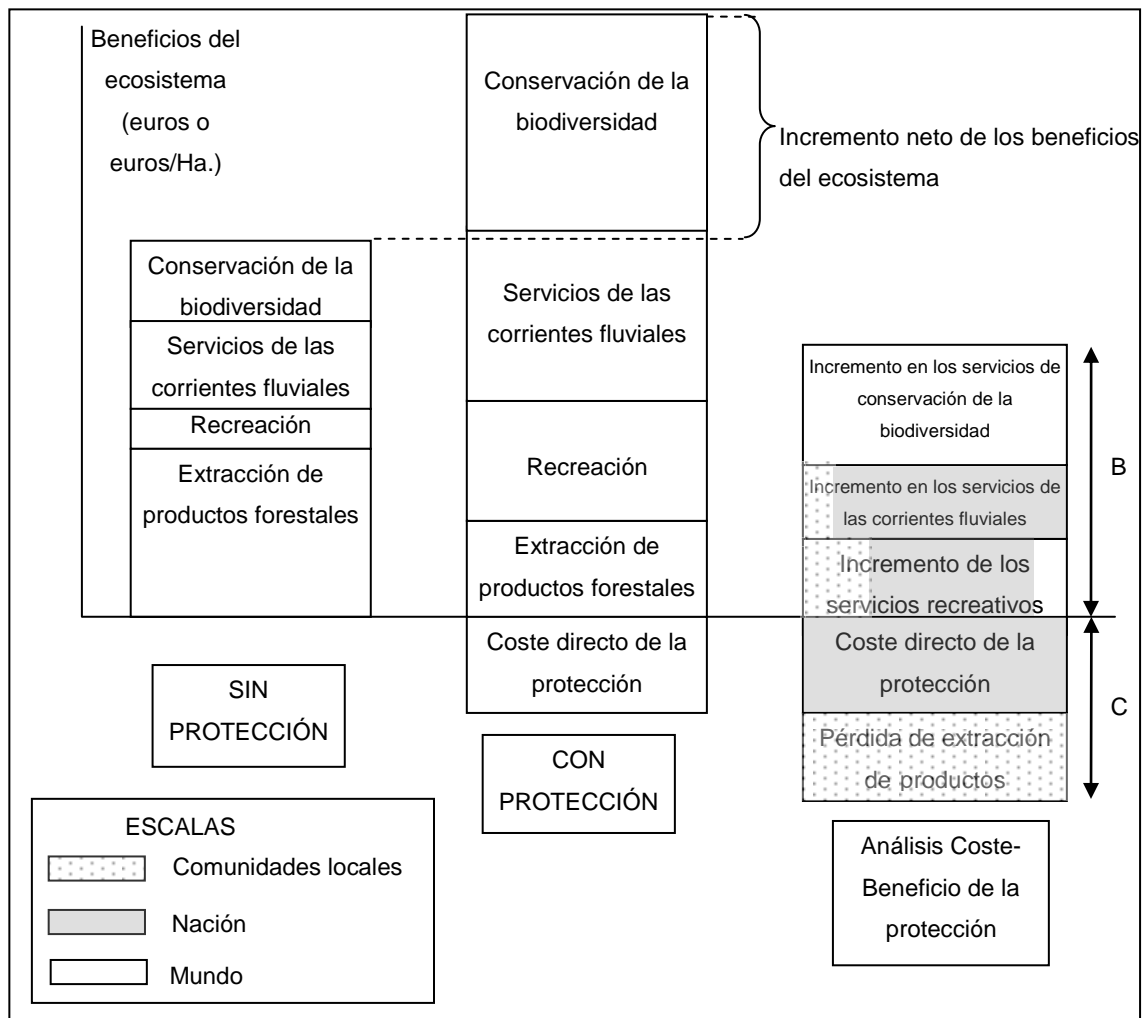 Beneficios del
ecosistema
(euros o
euros/Ha.)
Conservación de la
biodiversidad
Servicios de las
corrientes fluviales
Recreación
Extracción de
productos forestales
SIN
PROTECCIÓN
Conservación de la
biodiversidad
Servicios de las
corrientes fluviales
Recreación
Extracción de
productos forestales
Coste directo de la
protección
CON
PROTECCIÓN
Incremento neto de los beneficios
del ecosistema
Incremento en los servicios de
conservación de la
biodiversidad
Incremento en los servicios de
las corrientes fluviales
Incremento de los
servicios recreativos
Coste directo de la
protección
Pérdida de extracción
de productos
B
C
Análisis Coste-
Beneficio de la
protección
ESCALAS
Comunidades locales
Nación
Mundo